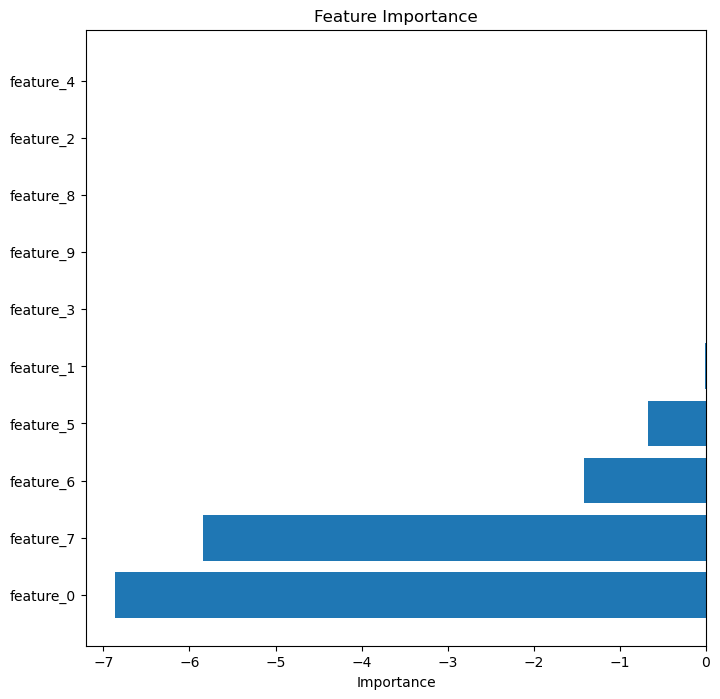 Feature Importance
feature_4
feature_2
feature_8
feature_9
feature_3
feature_1
feature_5
feature_6
feature_7
feature_0
−7 −6 −5 −4 −3 −2 −1 0
Importance